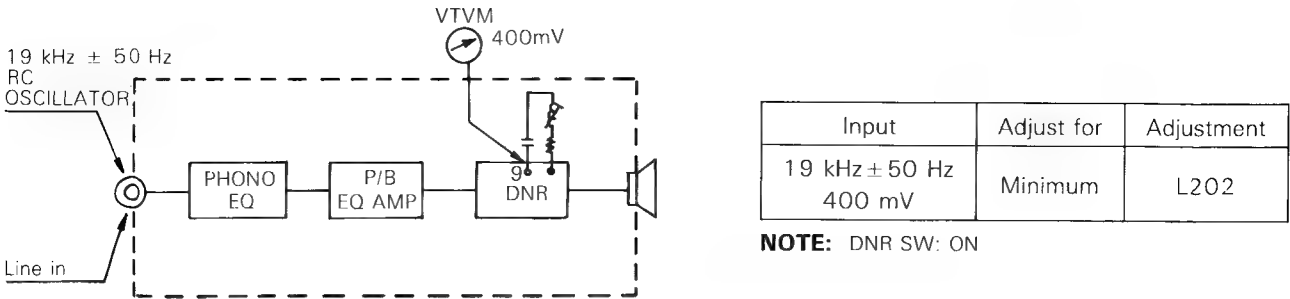 VTVM
400mV
19 kHz ± 50 Hz
RC
OSCILLATOR
PHONO
EQ
P/B
EQ AMP
9
DNR
Line in
Input Adjust for Adjustment
19 kHz ± 50 Hz
400 mV
Minimum
L202
NOTE: DNR SW: ON